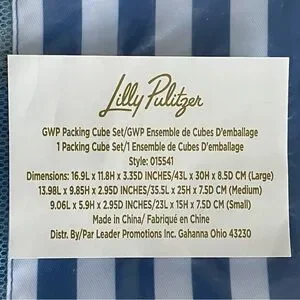 Lilly Pulitzer
GWP Packing Cube Set/GWP Ensemble de Cubes D'emballage
1 Packing Cube Set/1 Ensemble de Cubes D'emballage
Style: 015541
Dimensions: 16.9L x 11.8H x 3.35D INCHES/43L x 30H x 8.5D CM (Large)
13.98L x 9.85H x 2.95D INCHES/35.5L x 25H x 7.5D CM (Medium)
9.06L x 5.9H x 2.95D INCHES/23L x 15H x 7.5D CM (Small)
Made in China/ Fabriqué en Chine
Distr. By/Par Leader Promotions Inc. Gahanna Ohio 43230